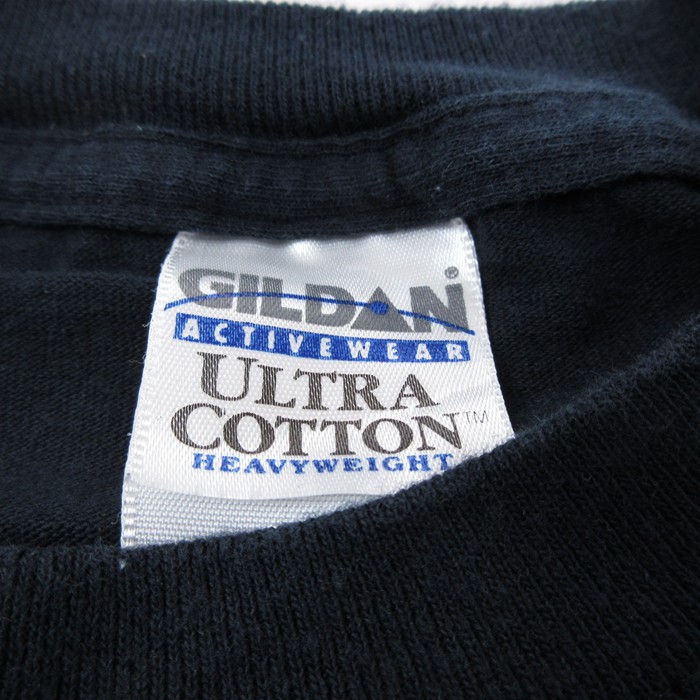 GILDAN®
ACTIVEWEAR
ULTRA
COTTON™
HEAVYWEIGHT